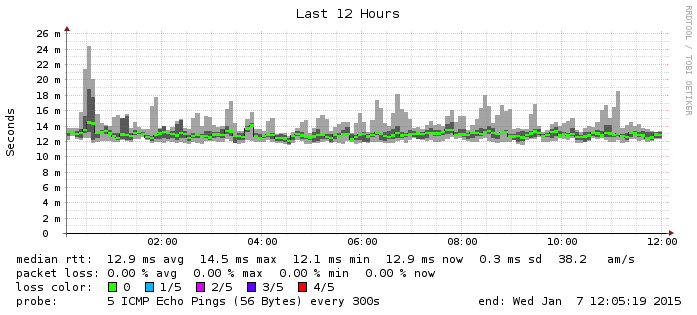 Last 12 Hours
RRDTOOL / TOBI OETIKER
Seconds
26 m
24 m
22 m
20 m
18 m
16 m
14 m
12 m
10 m
8 m
6 m
4 m
2 m
0
02:00 04:00 06:00 08:00 10:00 12:00
median rtt: 12.9 ms avg 14.5 ms max 12.1 ms min 12.9 ms now 0.3 ms sd 38.2 am/s
packet loss: 0.00 % avg 0.00 % max 0.00 % min 0.00 % now
loss color: 0 1/5 2/5 3/5 4/5
probe: 5 ICMP Echo Pings (56 Bytes) every 300s end: Wed Jan 7 12:05:19 2015